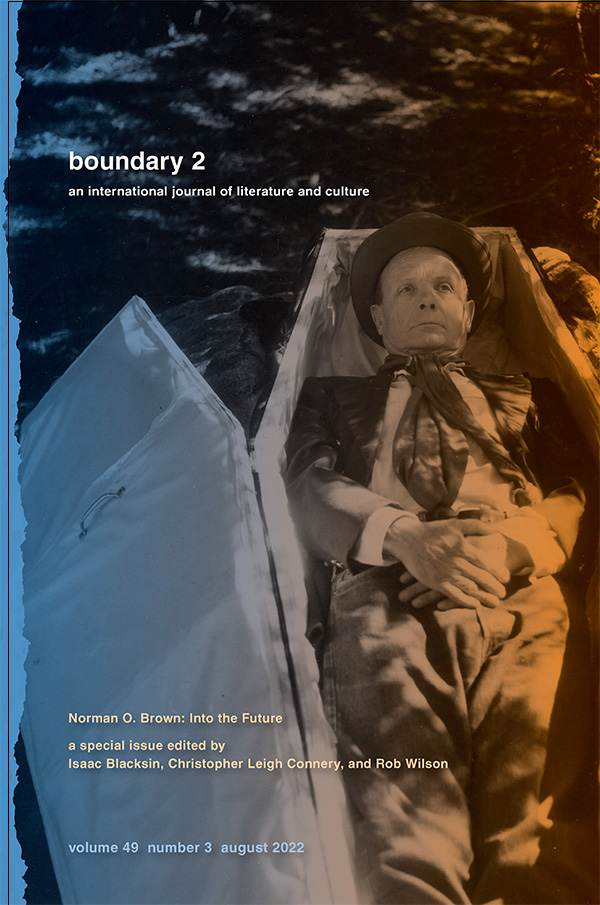 boundary 2
an international journal of literature and culture
Norman O. Brown: Into the Future
a special issue edited by
Isaac Blacksin, Christopher Leigh Connery, and Rob Wilson
volume 49 number 3 august 2022